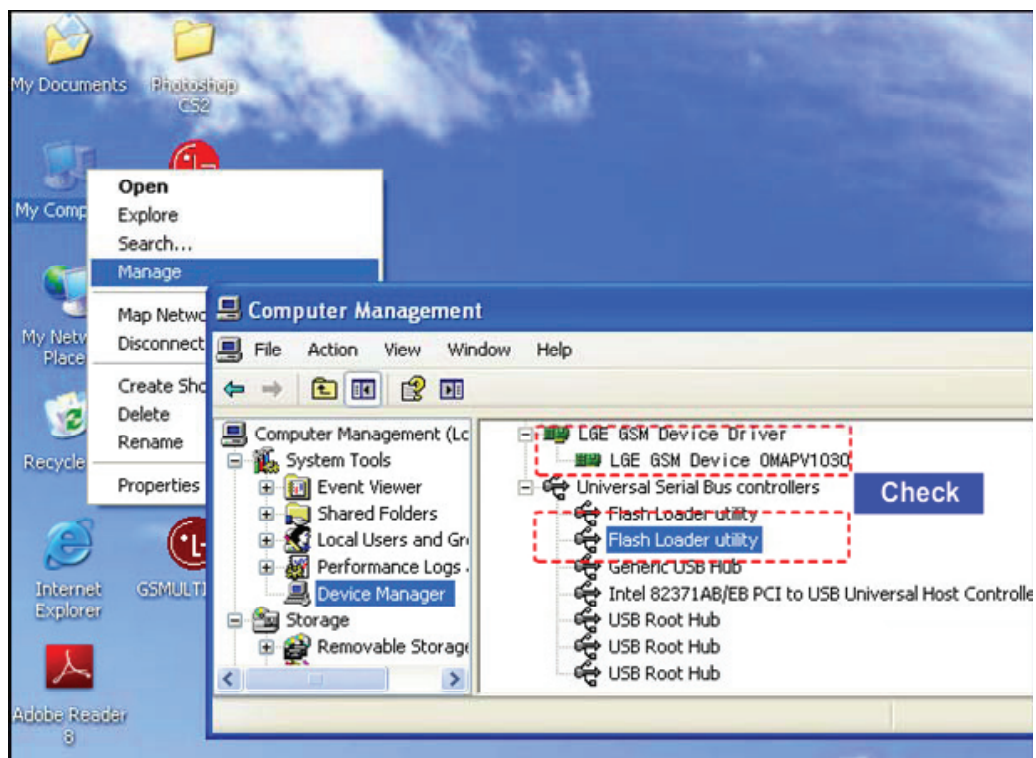 My Documents
Photoshop
CS2
My Comp
Open
Explore
Search...
Manage
Map Netwo
Disconnect
Create Sho
Delete
Rename
Properties
My Netw
Place
Recycle
Internet
Explorer
GSMULTI
Adobe Reader
8
Computer Management
File Action View Window Help
Computer Management (Lc
System Tools
Event Viewer
Shared Folders
Local Users and Gr
Performance Logs
Device Manager
Storage
Removable Storage
LGE GSM Device Driver
LGE GSM Device OMAPV1030
Universal Serial Bus controllers
Flash Loader utility
Flash Loader utility
Generic USB Hub
Intel 82371AB/EB PCI to USB Universal Host Controlle
USB Root Hub
USB Root Hub
USB Root Hub
Check